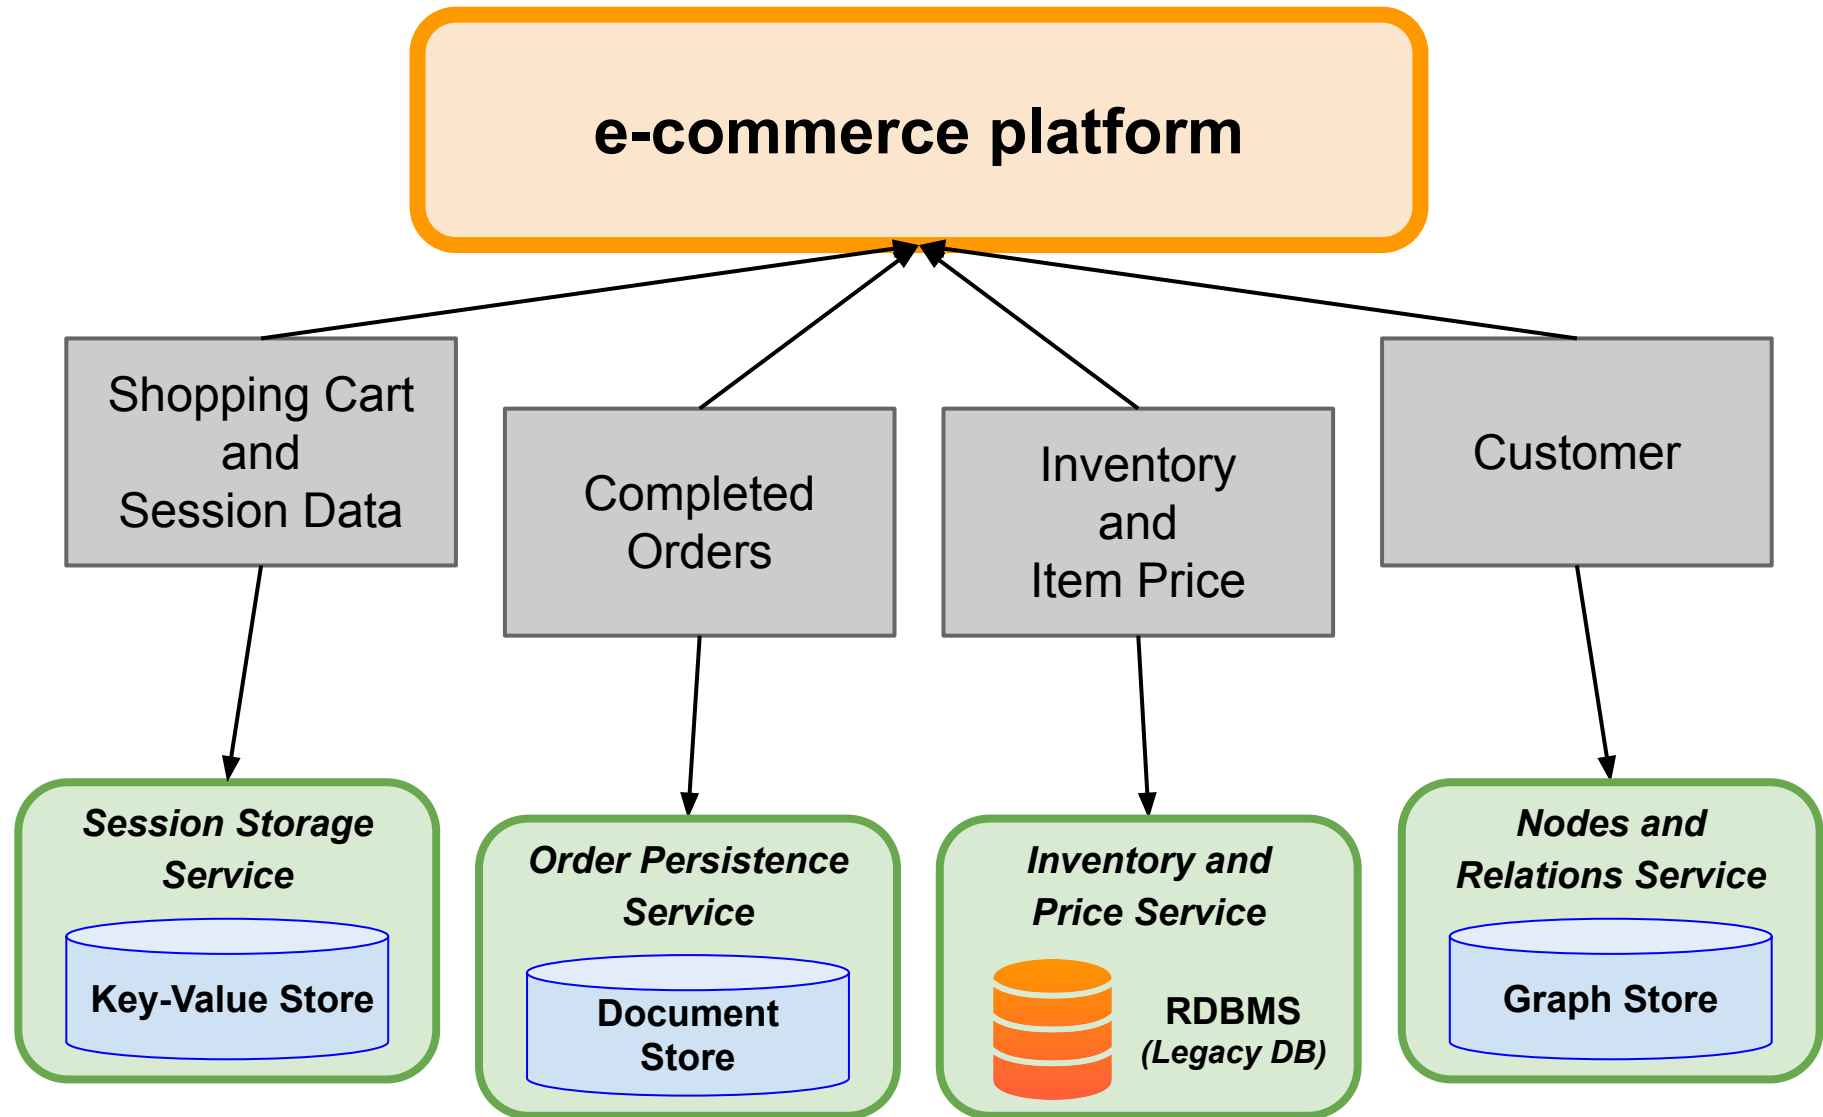 e-commerce platform
Shopping Cart
and
Session Data
Completed
Orders
Inventory
and
Item Price
Customer
Session Storage
Service
Key-Value Store
Order Persistence
Service
Document
Store
Inventory and
Price Service
RDBMS
(Legacy DB)
Nodes and
Relations Service
Graph Store